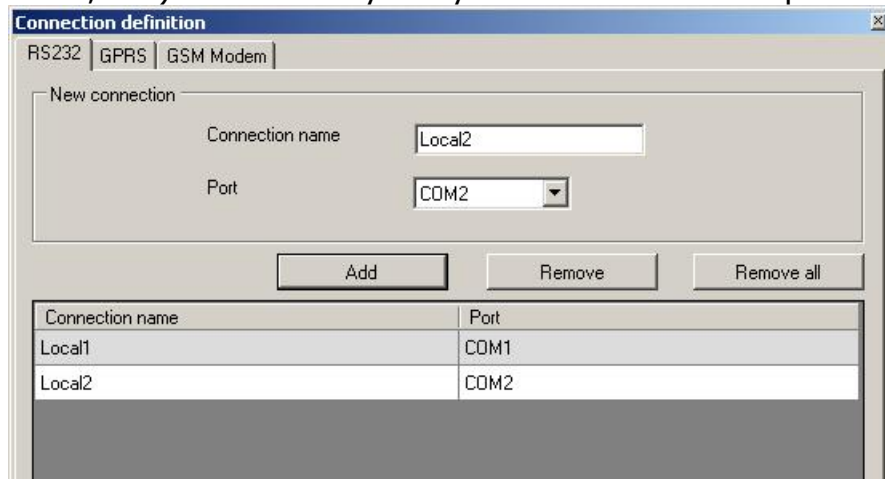 Connection definition
RS232 GPRS GSM Modem
New connection
Connection name Local2
Port COM2
Add Remove Remove all
Connection name Port
Local1 COM1
Local2 COM2